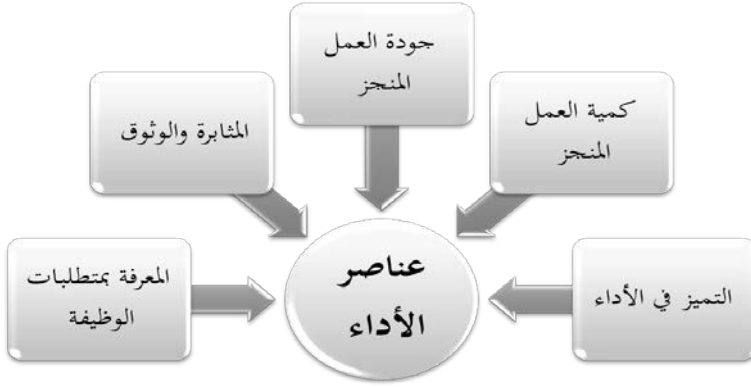 جودة العمل
المنجز
كمية العمل
المنجز
المثابرة والوثوق
التميز في الأداء
المعرفة بمتطلبات
الوظيفة
عناصر
الأداء